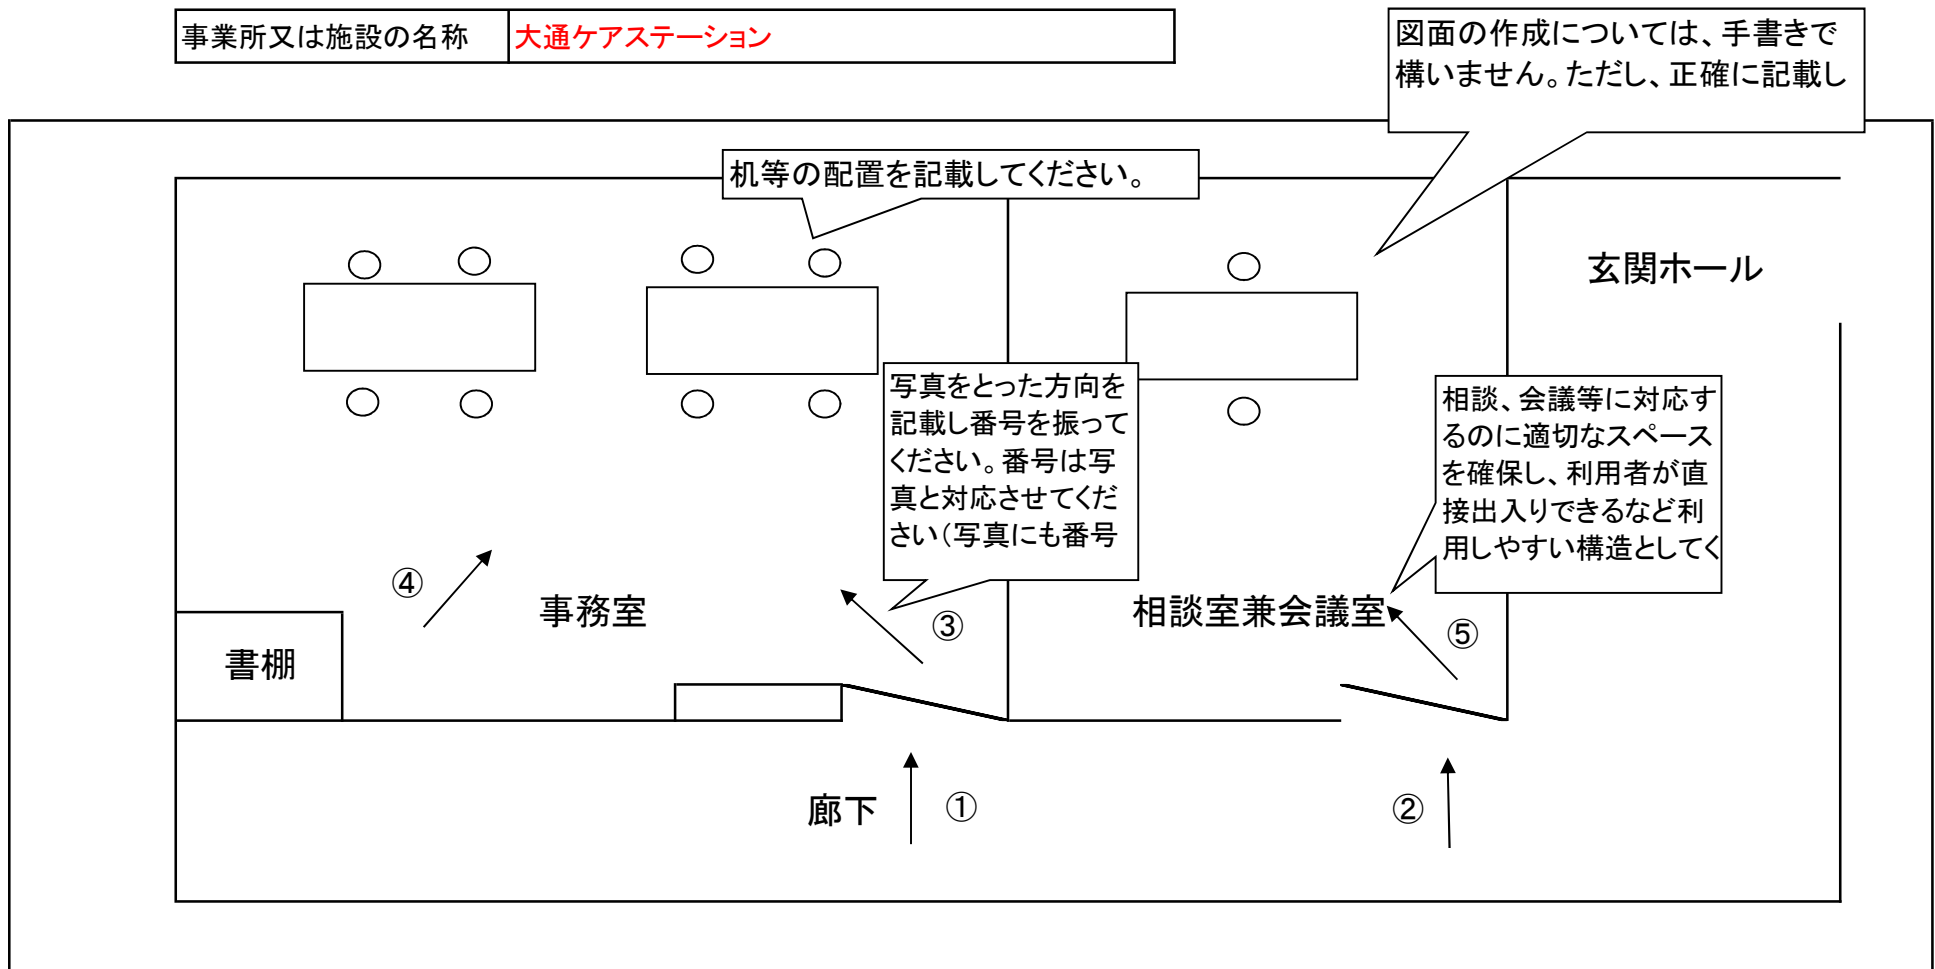 事業所又は施設の名称
大通ケアステーション
図面の作成については、手書きで
構いません。ただし、正確に記載し
机等の配置を記載してください。
玄関ホール
写真をとった方向を
記載し番号を振って
ください。番号は写
真と対応させてくだ
さい（写真にも番号
相談、会議等に対応す
るのに適切なスペース
を確保し、利用者が直
接出入りできるなど利
用しやすい構造としてく
④
事務室
③
相談室兼会議室
⑤
書棚
廊下
①
②